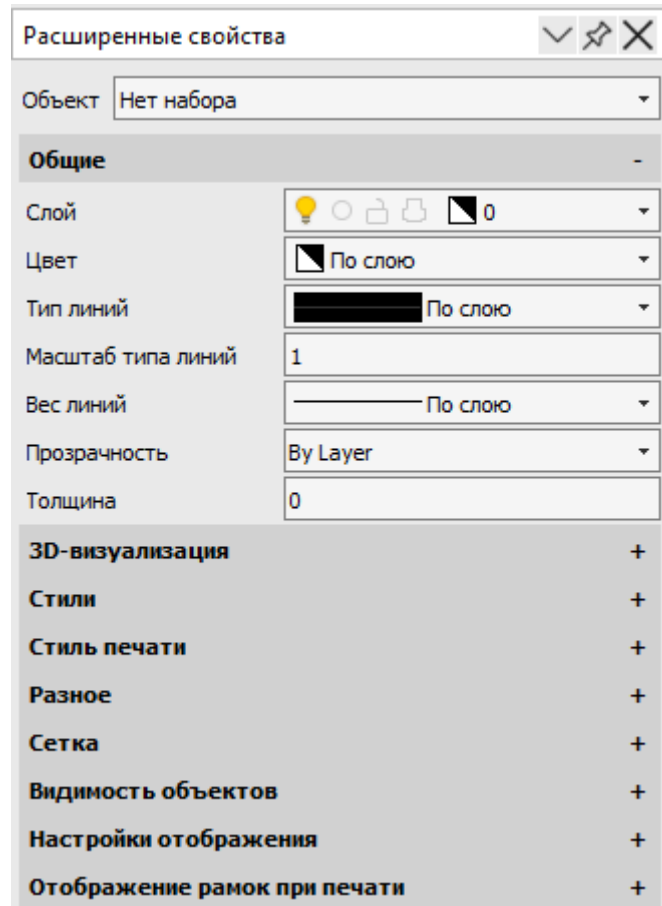 Расширенные свойства
Объект Нет набора
Общие -
Слой 0
Цвет По слою
Тип линий По слою
Масштаб типа линий 1
Вес линий По слою
Прозрачность By Layer
Толщина 0
3D-визуализация +
Стили +
Стиль печати +
Разное +
Сетка +
Видимость объектов +
Настройки отображения +
Отображение рамок при печати +